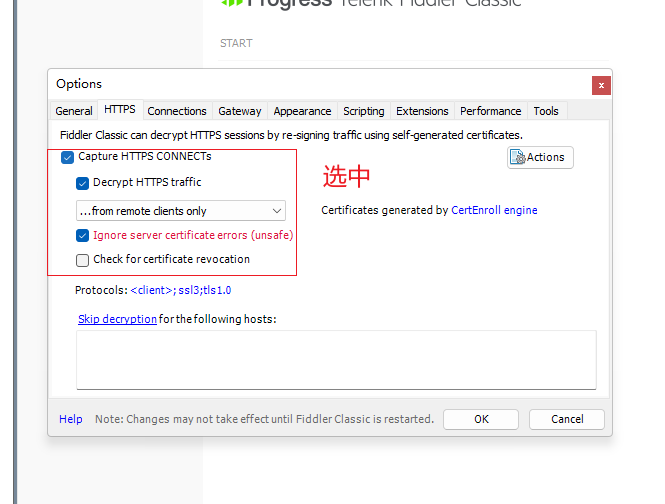 Progress Telerik Fiddler Classic
START
Options
x
General HTTPS Connections Gateway Appearance Scripting Extensions Performance Tools
Fiddler Classic can decrypt HTTPS sessions by re-signing traffic using self-generated certificates.
Capture HTTPS CONNECTs
Actions
Decrypt HTTPS traffic
选中
...from remote clients only
Certificates generated by CertEnroll engine
Ignore server certificate errors (unsafe)
Check for certificate revocation
Protocols: <client>; ssl3;tls1.0
Skip decryption for the following hosts:
Help Note: Changes may not take effect until Fiddler Classic is restarted. OK Cancel